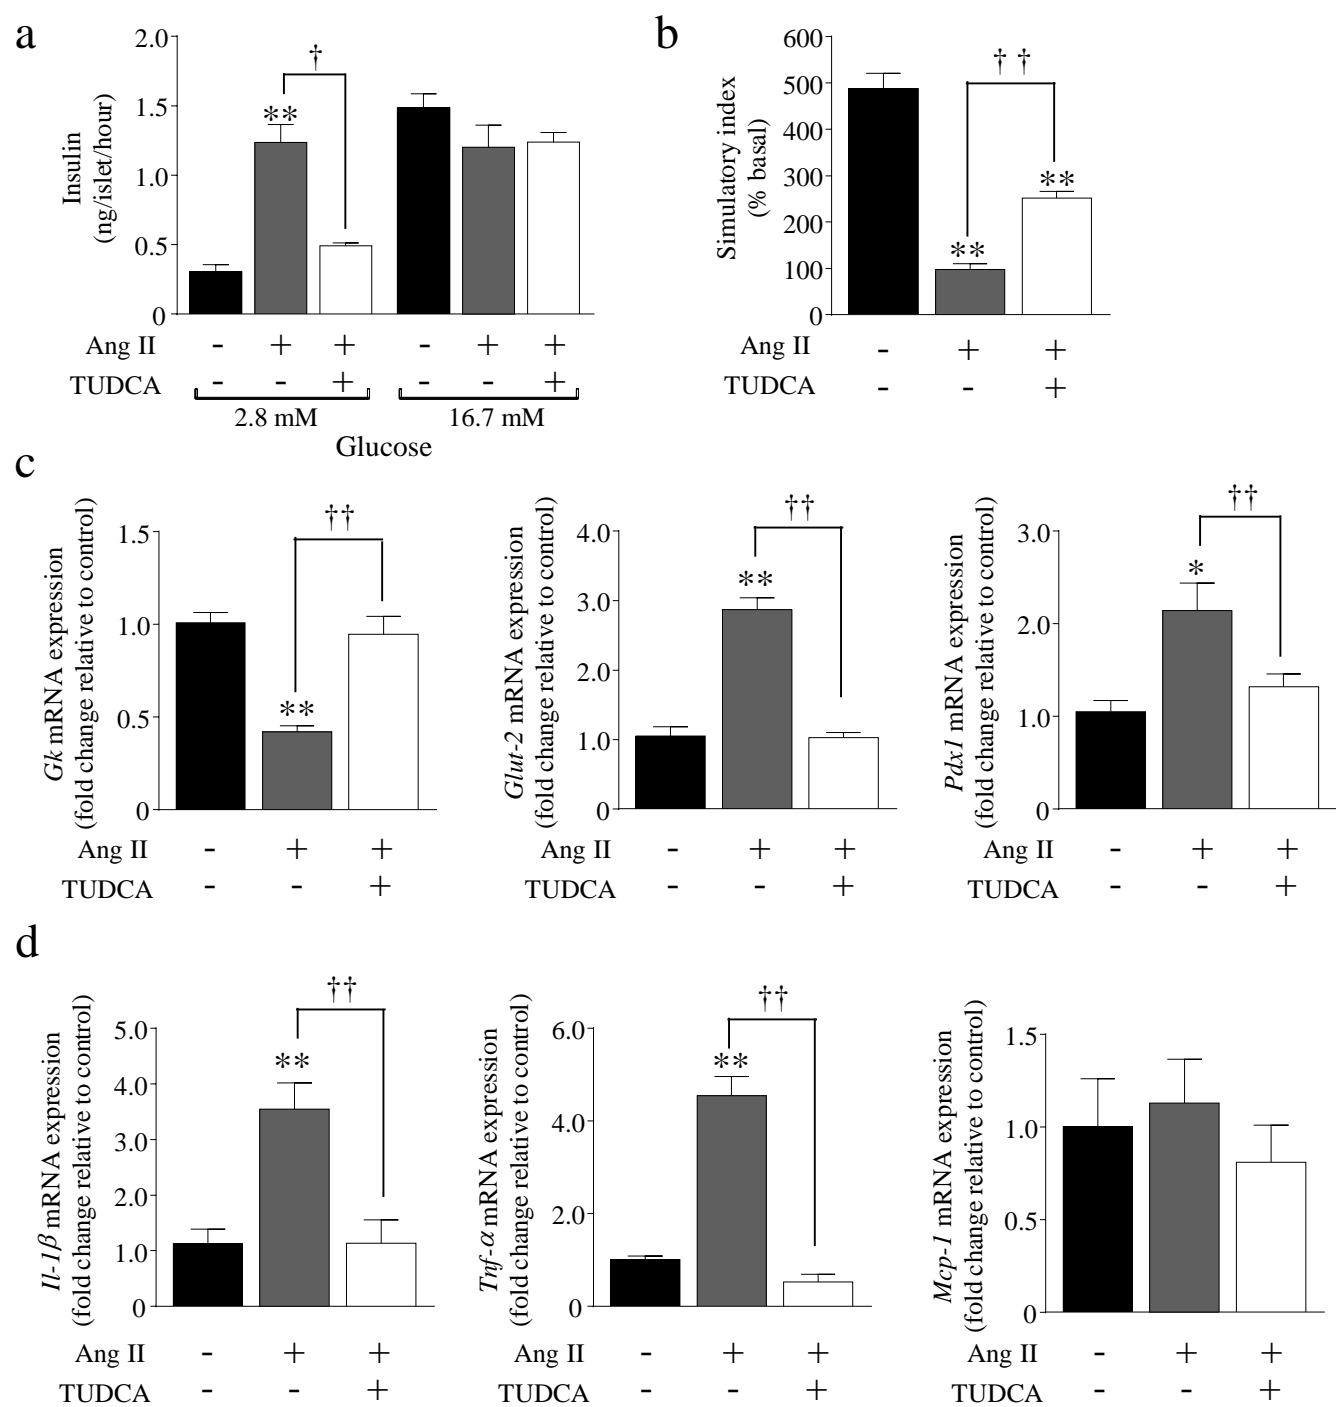 a
2.0
1.5
1.0
0.5
0
Insulin
(ng/islet/hour)
**
†
Ang II - + + - + +
TUDCA - - + - - +
2.8 mM 16.7 mM
Glucose
b
600
500
400
300
200
100
0
Simulatory index
(% basal)
**
† †
**
Ang II - + +
TUDCA - - +
c
1.5
1.0
0.5
0
Gk mRNA expression
(fold change relative to control)
**
††
Ang II - + +
TUDCA - - +
4.0
3.0
2.0
1.0
0
Glut-2 mRNA expression
(fold change relative to control)
**
††
Ang II - + +
TUDCA - - +
3.0
2.0
1.0
0
Pdx1 mRNA expression
(fold change relative to control)
*
††
Ang II - + +
TUDCA - - +
d
5.0
4.0
3.0
2.0
1.0
0
Il-1β mRNA expression
(fold change relative to control)
**
††
Ang II - + +
TUDCA - - +
6.0
4.0
2.0
0
Tnf-α mRNA expression
(fold change relative to control)
**
††
Ang II - + +
TUDCA - - +
1.5
1.0
0.5
0
Mcp-1 mRNA expression
(fold change relative to control)
Ang II - + +
TUDCA - - +